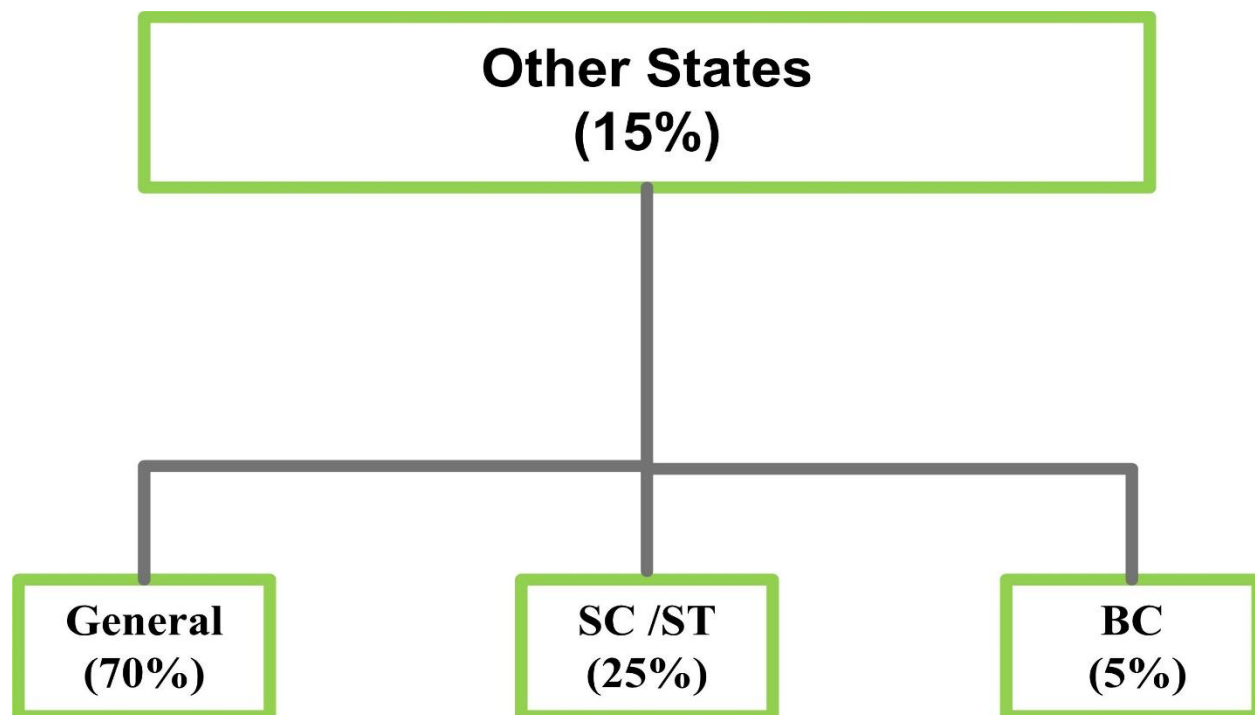 Other States
(15%)
General
(70%)
SC /ST
(25%)
BC
(5%)